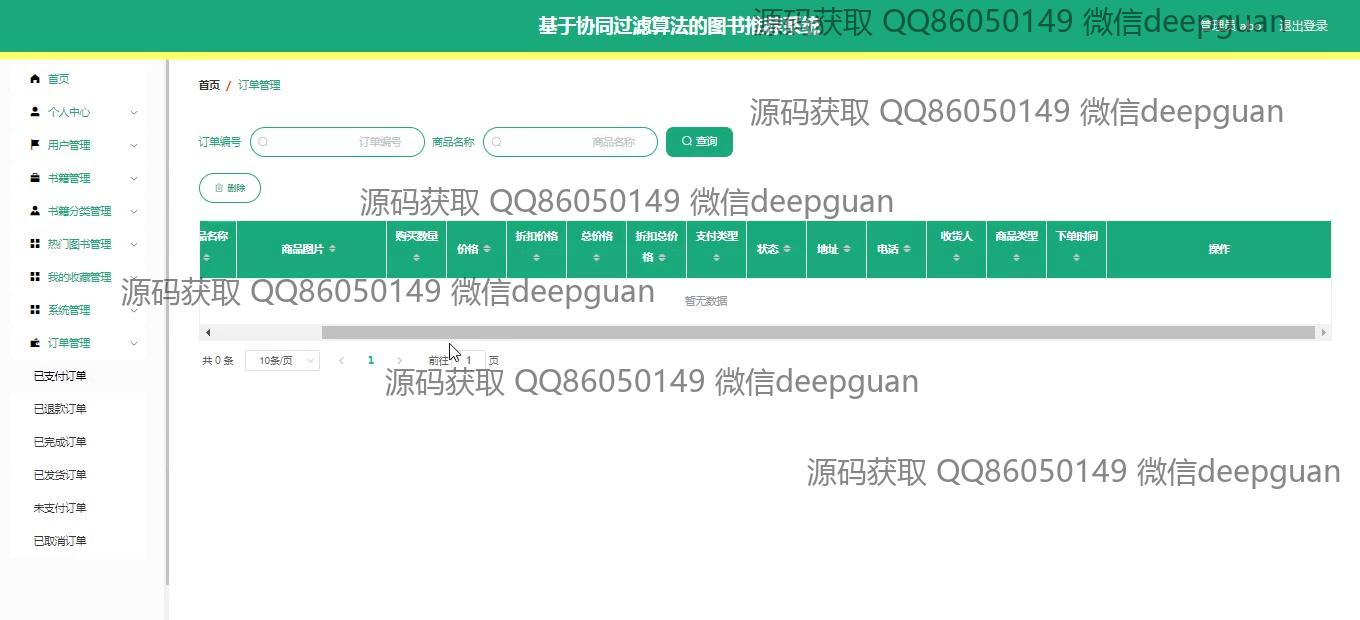 基于协同过滤算法的图书推荐系统
源码获取 QQ86050149 微信deepguan
管理员 abo
退出登录
首页
个人中心
用户管理
书籍管理
书籍分类管理
热门图书管理
我的收藏管理
系统管理
订单管理
已支付订单
已退款订单
已完成订单
已发货订单
未支付订单
已取消订单
首页 / 订单管理
源码获取 QQ86050149 微信deepguan
订单编号 订单编号 商品名称 商品名称 查询
删除
源码获取 QQ86050149 微信deepguan
品名称 商品图片 购买数量 价格 折扣价格 总价格 折扣总价格 支付类型 状态 地址 电话 收货人 商品类型 下单时间 操作
源码获取 QQ86050149 微信deepguan
暂无数据
共 0 条 10条/页 1 前往 1 页
源码获取 QQ86050149 微信deepguan
源码获取 QQ86050149 微信deepguan